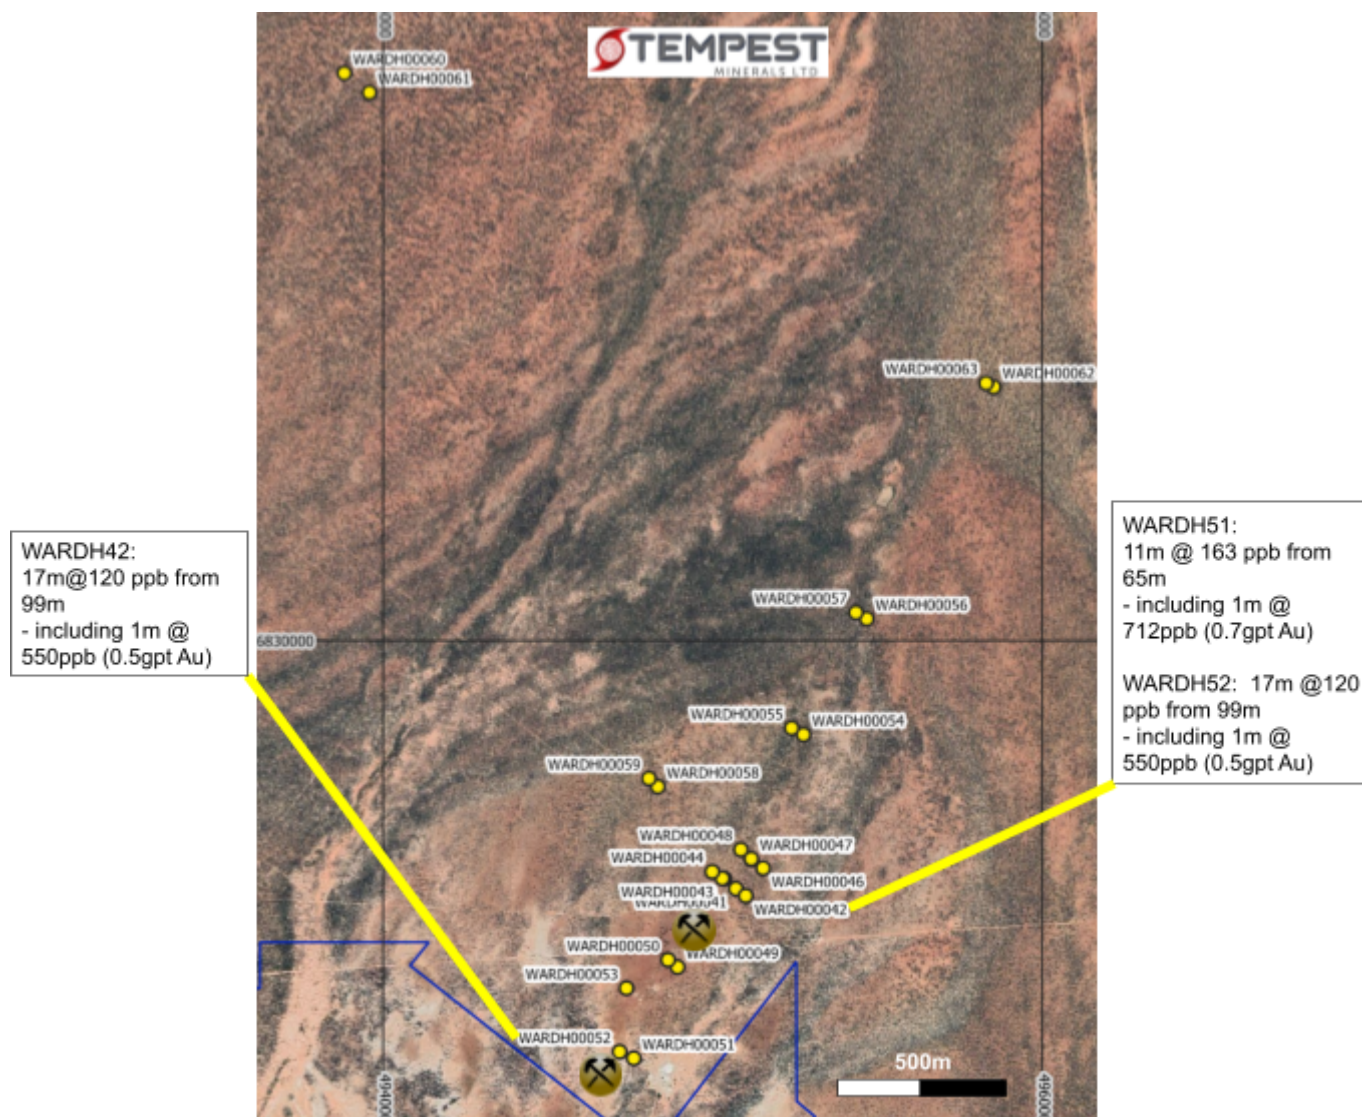 TEMPEST
MINERALS LTD
WARDH00060
WARDH00061
WARDH00063
WARDH00062
WARDH42:
17m@120 ppb from
99m
- including 1m @
550ppb (0.5gpt Au)
WARDH51:
11m @ 163 ppb from
65m
- including 1m @
712ppb (0.7gpt Au)
WARDH52: 17m @120
ppb from 99m
- including 1m @
550ppb (0.5gpt Au)
WARDH00057
WARDH00056
6830000
WARDH00055
WARDH00054
WARDH00059
WARDH00058
WARDH00048
WARDH00047
WARDH00044
WARDH00046
WARDH00043
WARDH00041
WARDH00042
WARDH00050
WARDH00049
WARDH00053
WARDH00052
WARDH00051
500m
494000
496000